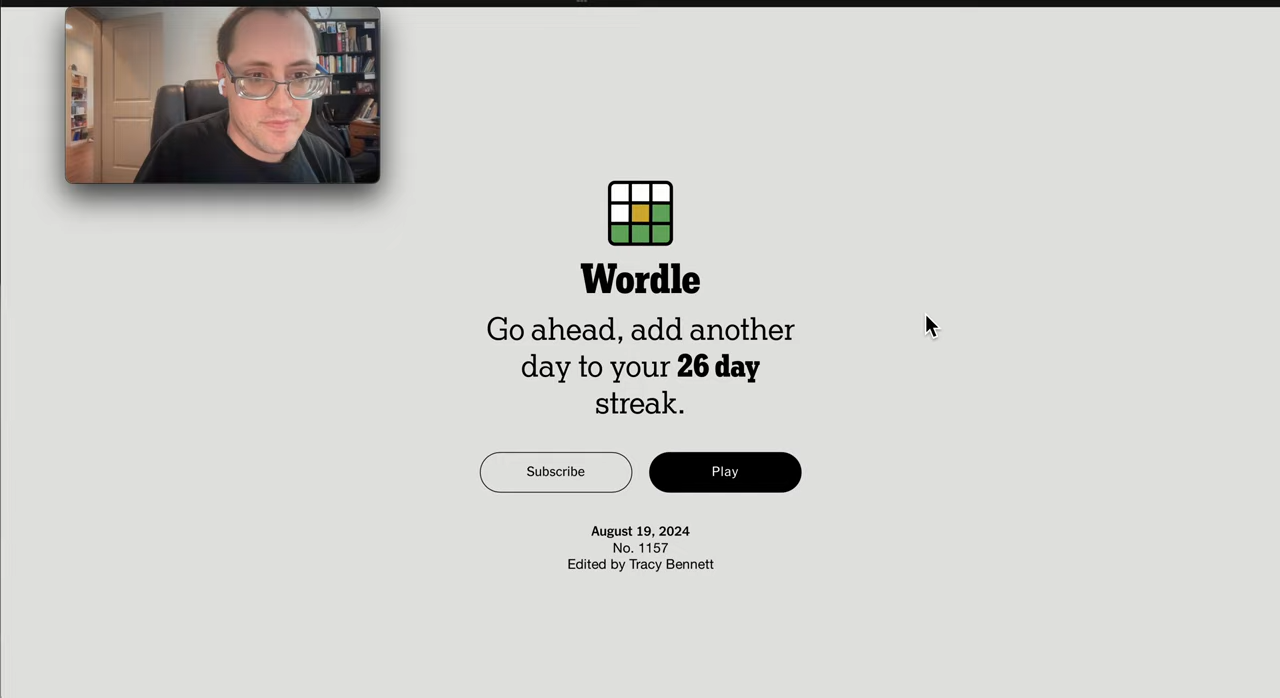 Wordle
Go ahead, add another
day to your 26 day
streak.
Subscribe
Play
August 19, 2024
No. 1157
Edited by Tracy Bennett